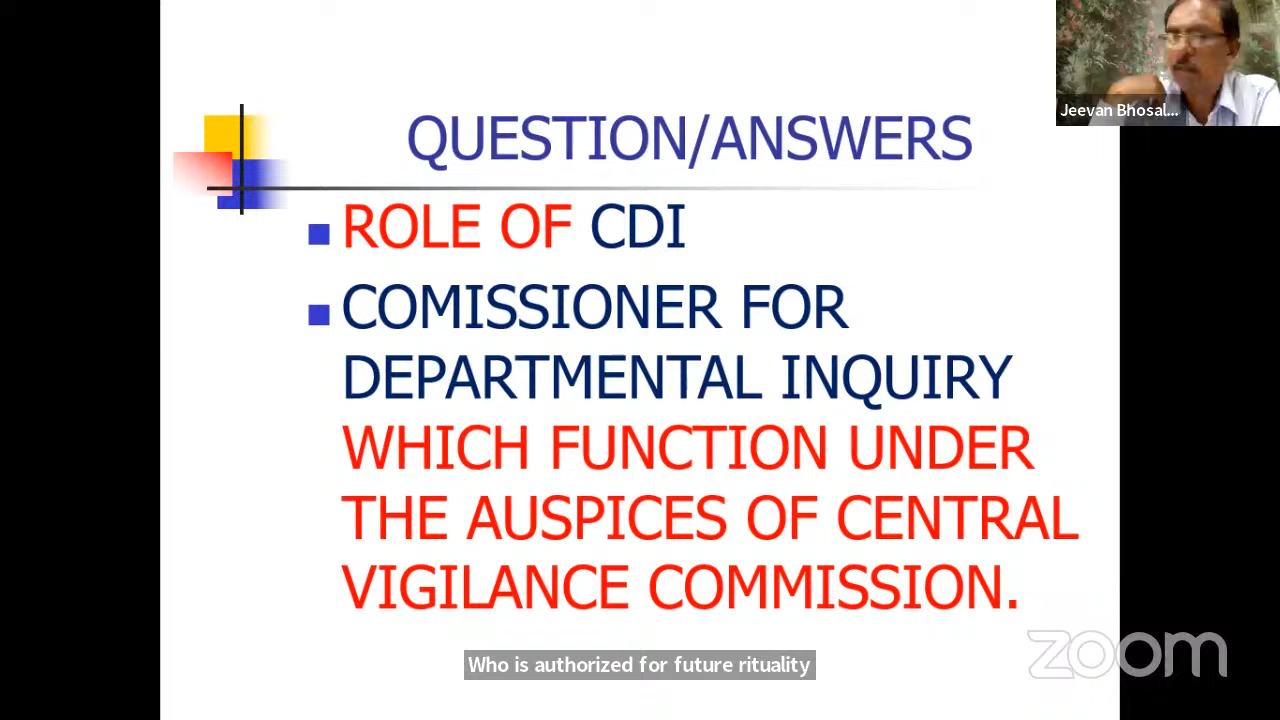 Jeevan Bhosal...
QUESTION/ANSWERS
ROLE OF CDI
COMISSIONER FOR
DEPARTMENTAL INQUIRY
WHICH FUNCTION UNDER
THE AUSPICES OF CENTRAL
VIGILANCE COMMISSION.
Who is authorized for future rituality
zoom